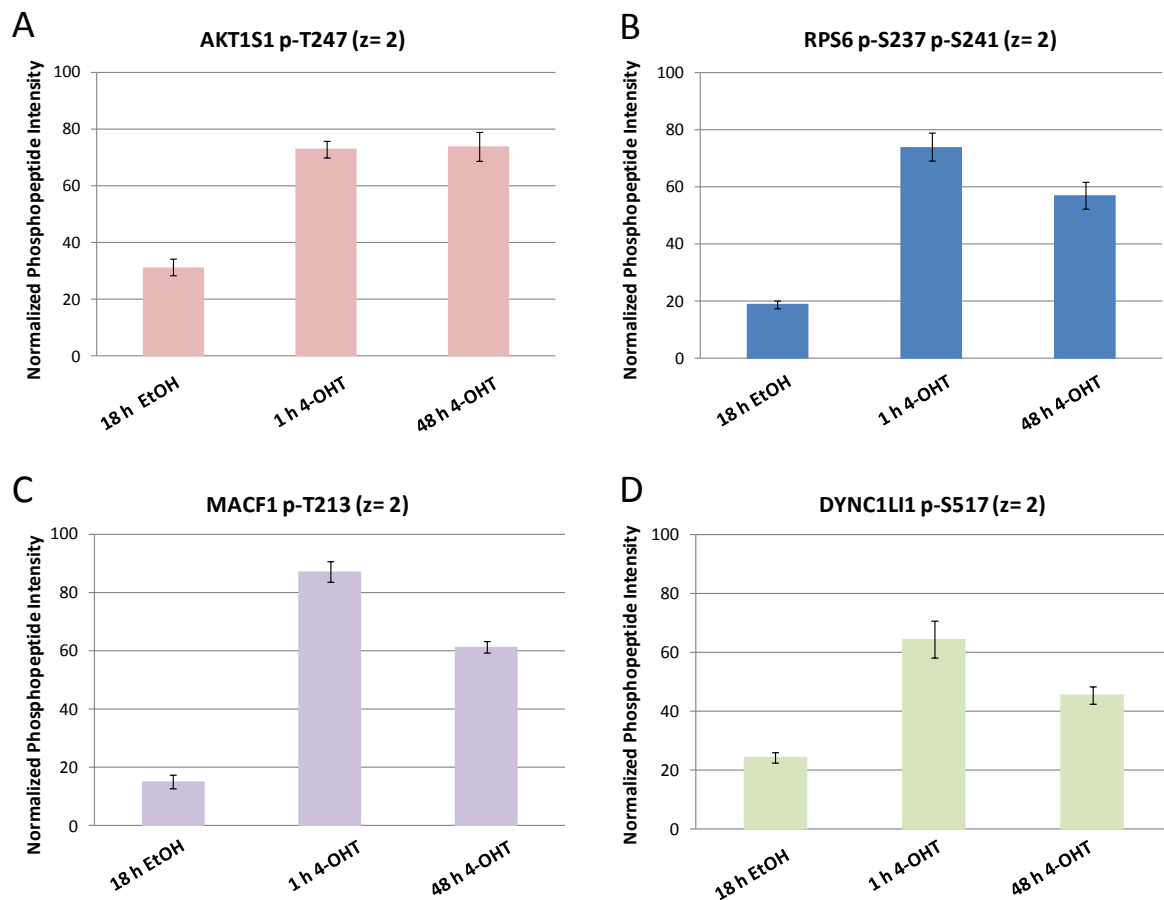 A
AKT1S1 p-T247 (z= 2)
Normalized Phosphopeptide Intensity
100
80
60
40
20
0
18 h EtOH
1 h 4-OHT
48 h 4-OHT
B
RPS6 p-S237 p-S241 (z= 2)
Normalized Phosphopeptide Intensity
100
80
60
40
20
0
18 h EtOH
1 h 4-OHT
48 h 4-OHT
C
MACF1 p-T213 (z= 2)
Normalized Phosphopeptide Intensity
100
80
60
40
20
0
18 h EtOH
1 h 4-OHT
48 h 4-OHT
D
DYNC1LI1 p-S517 (z= 2)
Normalized Phosphopeptide Intensity
100
80
60
40
20
0
18 h EtOH
1 h 4-OHT
48 h 4-OHT